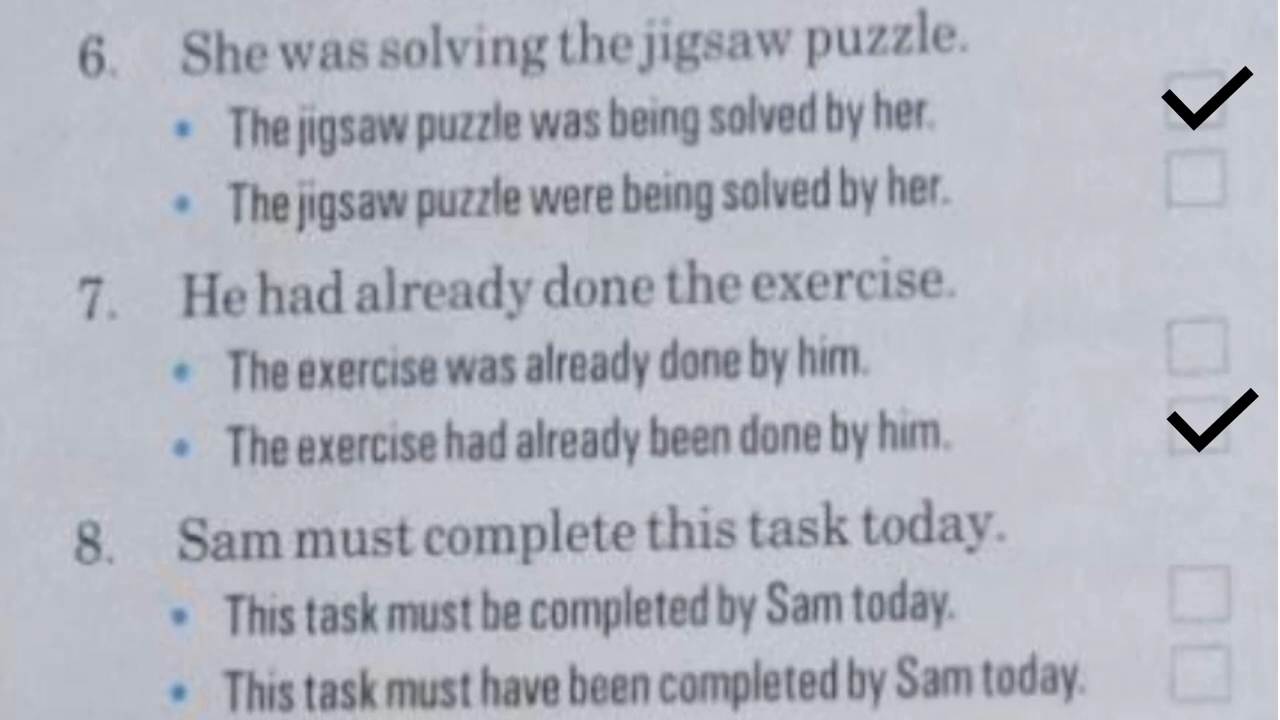 6. She was solving the jigsaw puzzle.
• The jigsaw puzzle was being solved by her.
• The jigsaw puzzle were being solved by her.
7. He had already done the exercise.
• The exercise was already done by him.
• The exercise had already been done by him.
8. Sam must complete this task today.
• This task must be completed by Sam today.
• This task must have been completed by Sam today.